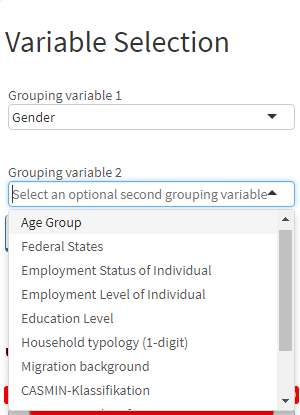 Variable Selection
Grouping variable 1
Gender
Grouping variable 2
Select an optional second grouping variable
Age Group
Federal States
Employment Status of Individual
Employment Level of Individual
Education Level
Household typology (1-digit)
Migration background
CASMIN-Klassifikation